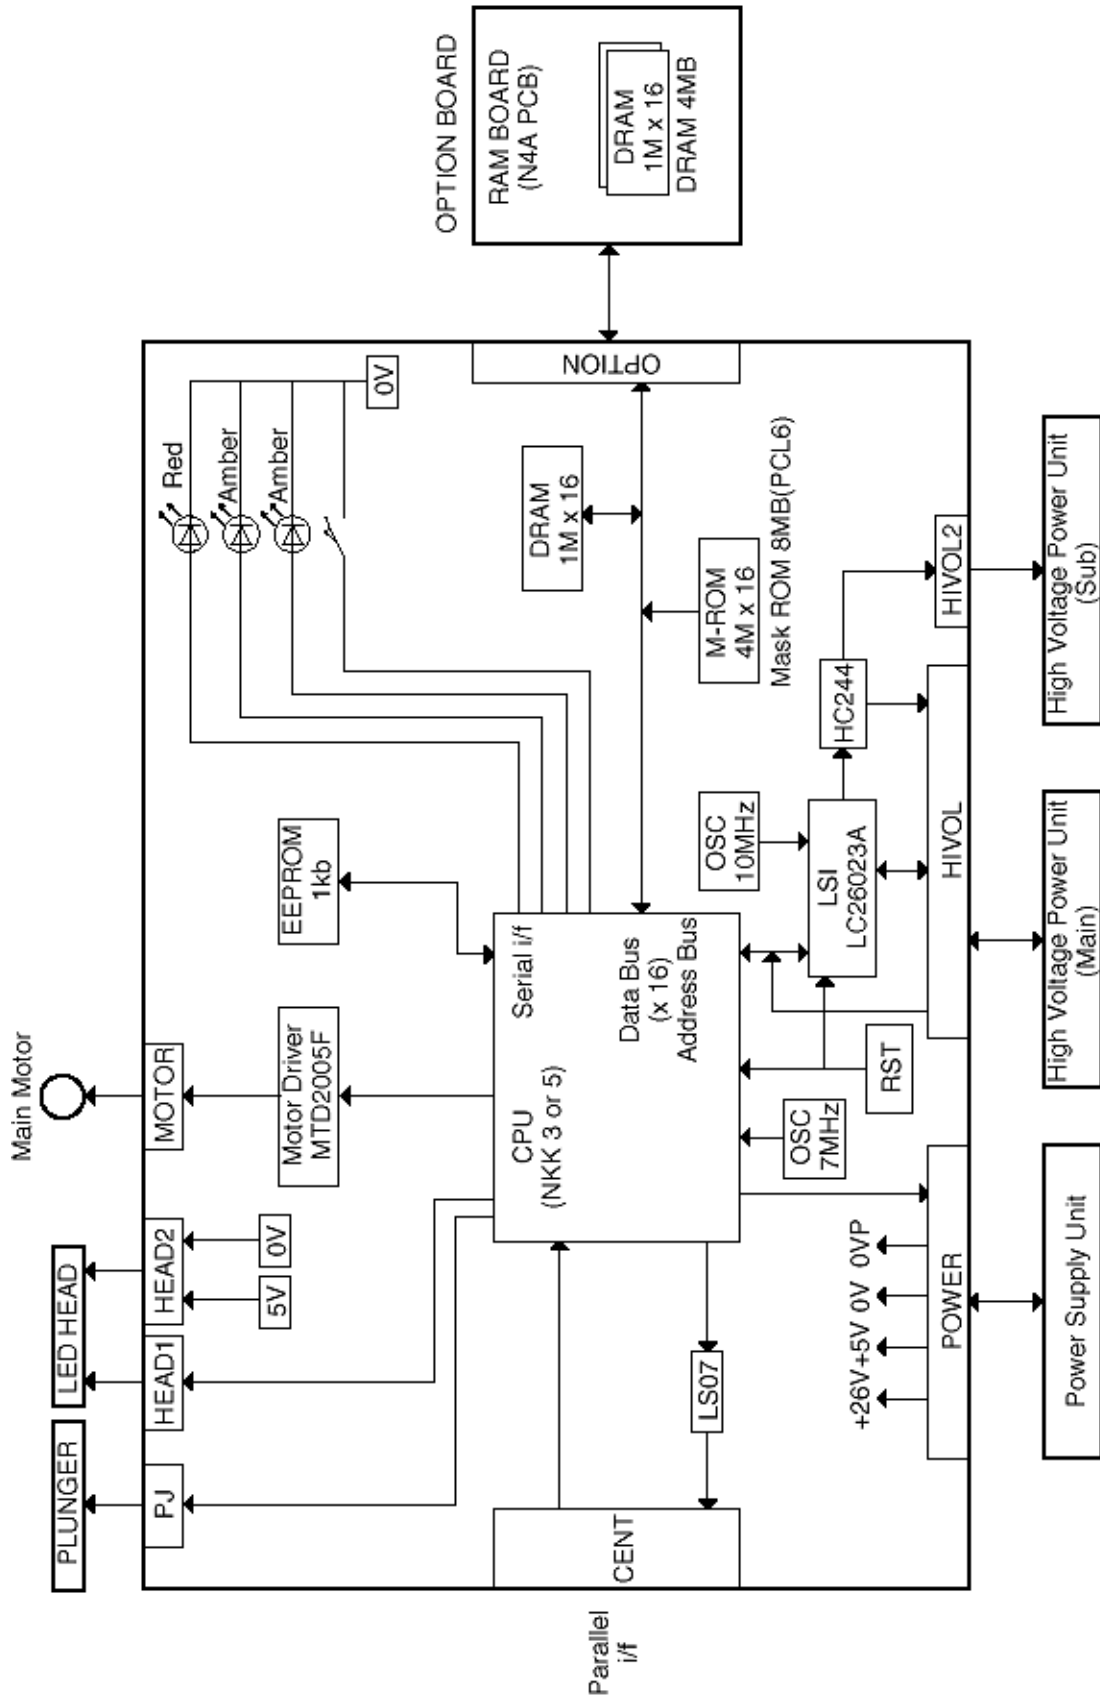 OPTION BOARD
RAM BOARD
(N4A PCB)
DRAM
1M x 16
DRAM 4MB
OPTION
Red
Amber
Amber
0V
DRAM
1M x 16
M-ROM
4M x 16
Mask ROM 8MB(PCL6)
EEPROM
1kb
OSC
10MHz
LSI
LC26023A
HC244
HIVOL2
HIVOL
High Voltage Power Unit
(Sub)
High Voltage Power Unit
(Main)
Main Motor
MOTOR
Motor Driver
MTD2005F
CPU
(NKK 3 or 5)
Serial i/f
Data Bus
(x 16)
Address Bus
RST
OSC
7MHz
LED HEAD
HEAD2
HEAD1
5V
0V
PLUNGER
PJ
LS07
CENT
Parallel
i/f
+26V +5V 0V 0VP
POWER
Power Supply Unit